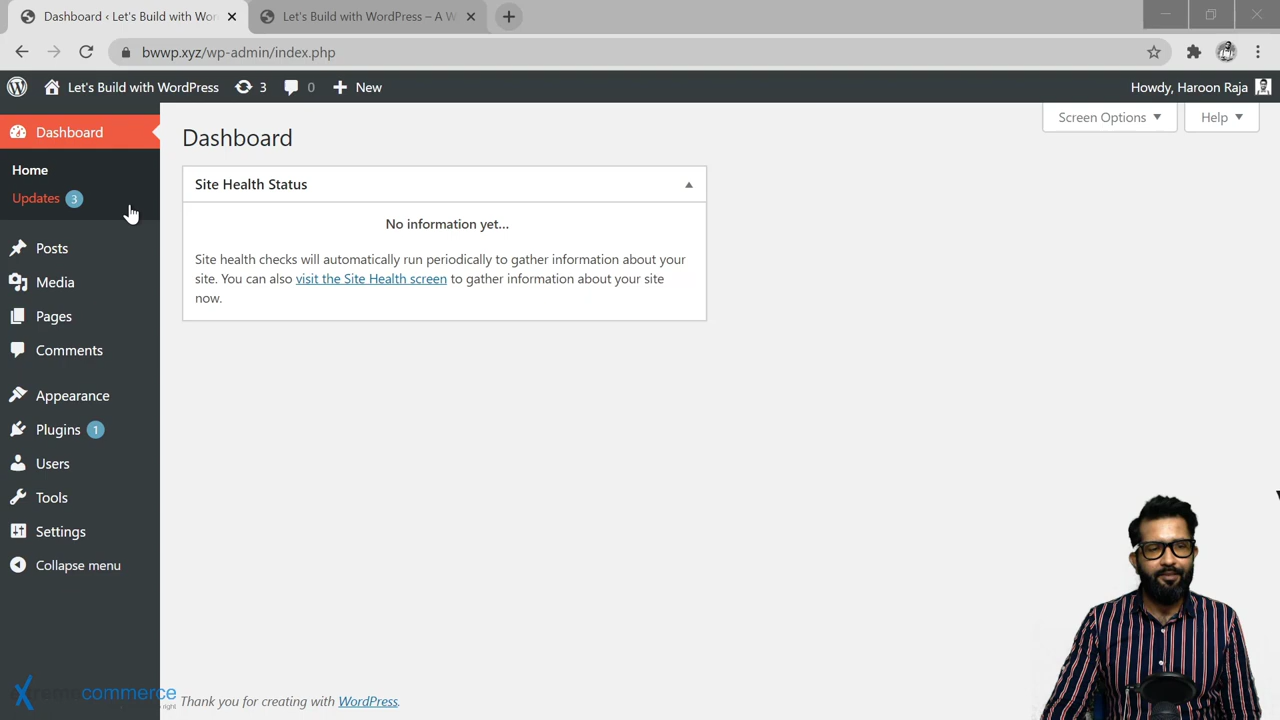 Dashboard ‹ Let's Build with Wor
Let's Build with WordPress – A W
bwwp.xyz/wp-admin/index.php
Let's Build with WordPress
3
0
New
Howdy, Haroon Raja
Dashboard
Home
Updates 3
Posts
Media
Pages
Comments
Appearance
Plugins 1
Users
Tools
Settings
Collapse menu
Screen Options
Help
Dashboard
Site Health Status
No information yet...
Site health checks will automatically run periodically to gather information about your
site. You can also visit the Site Health screen to gather information about your site
now.
Thank you for creating with WordPress.
xtremecommerce